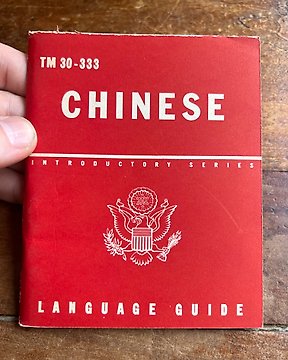 TM 30-333
CHINESE
INTRODUCTORY SERIES
LANGUAGE GUIDE